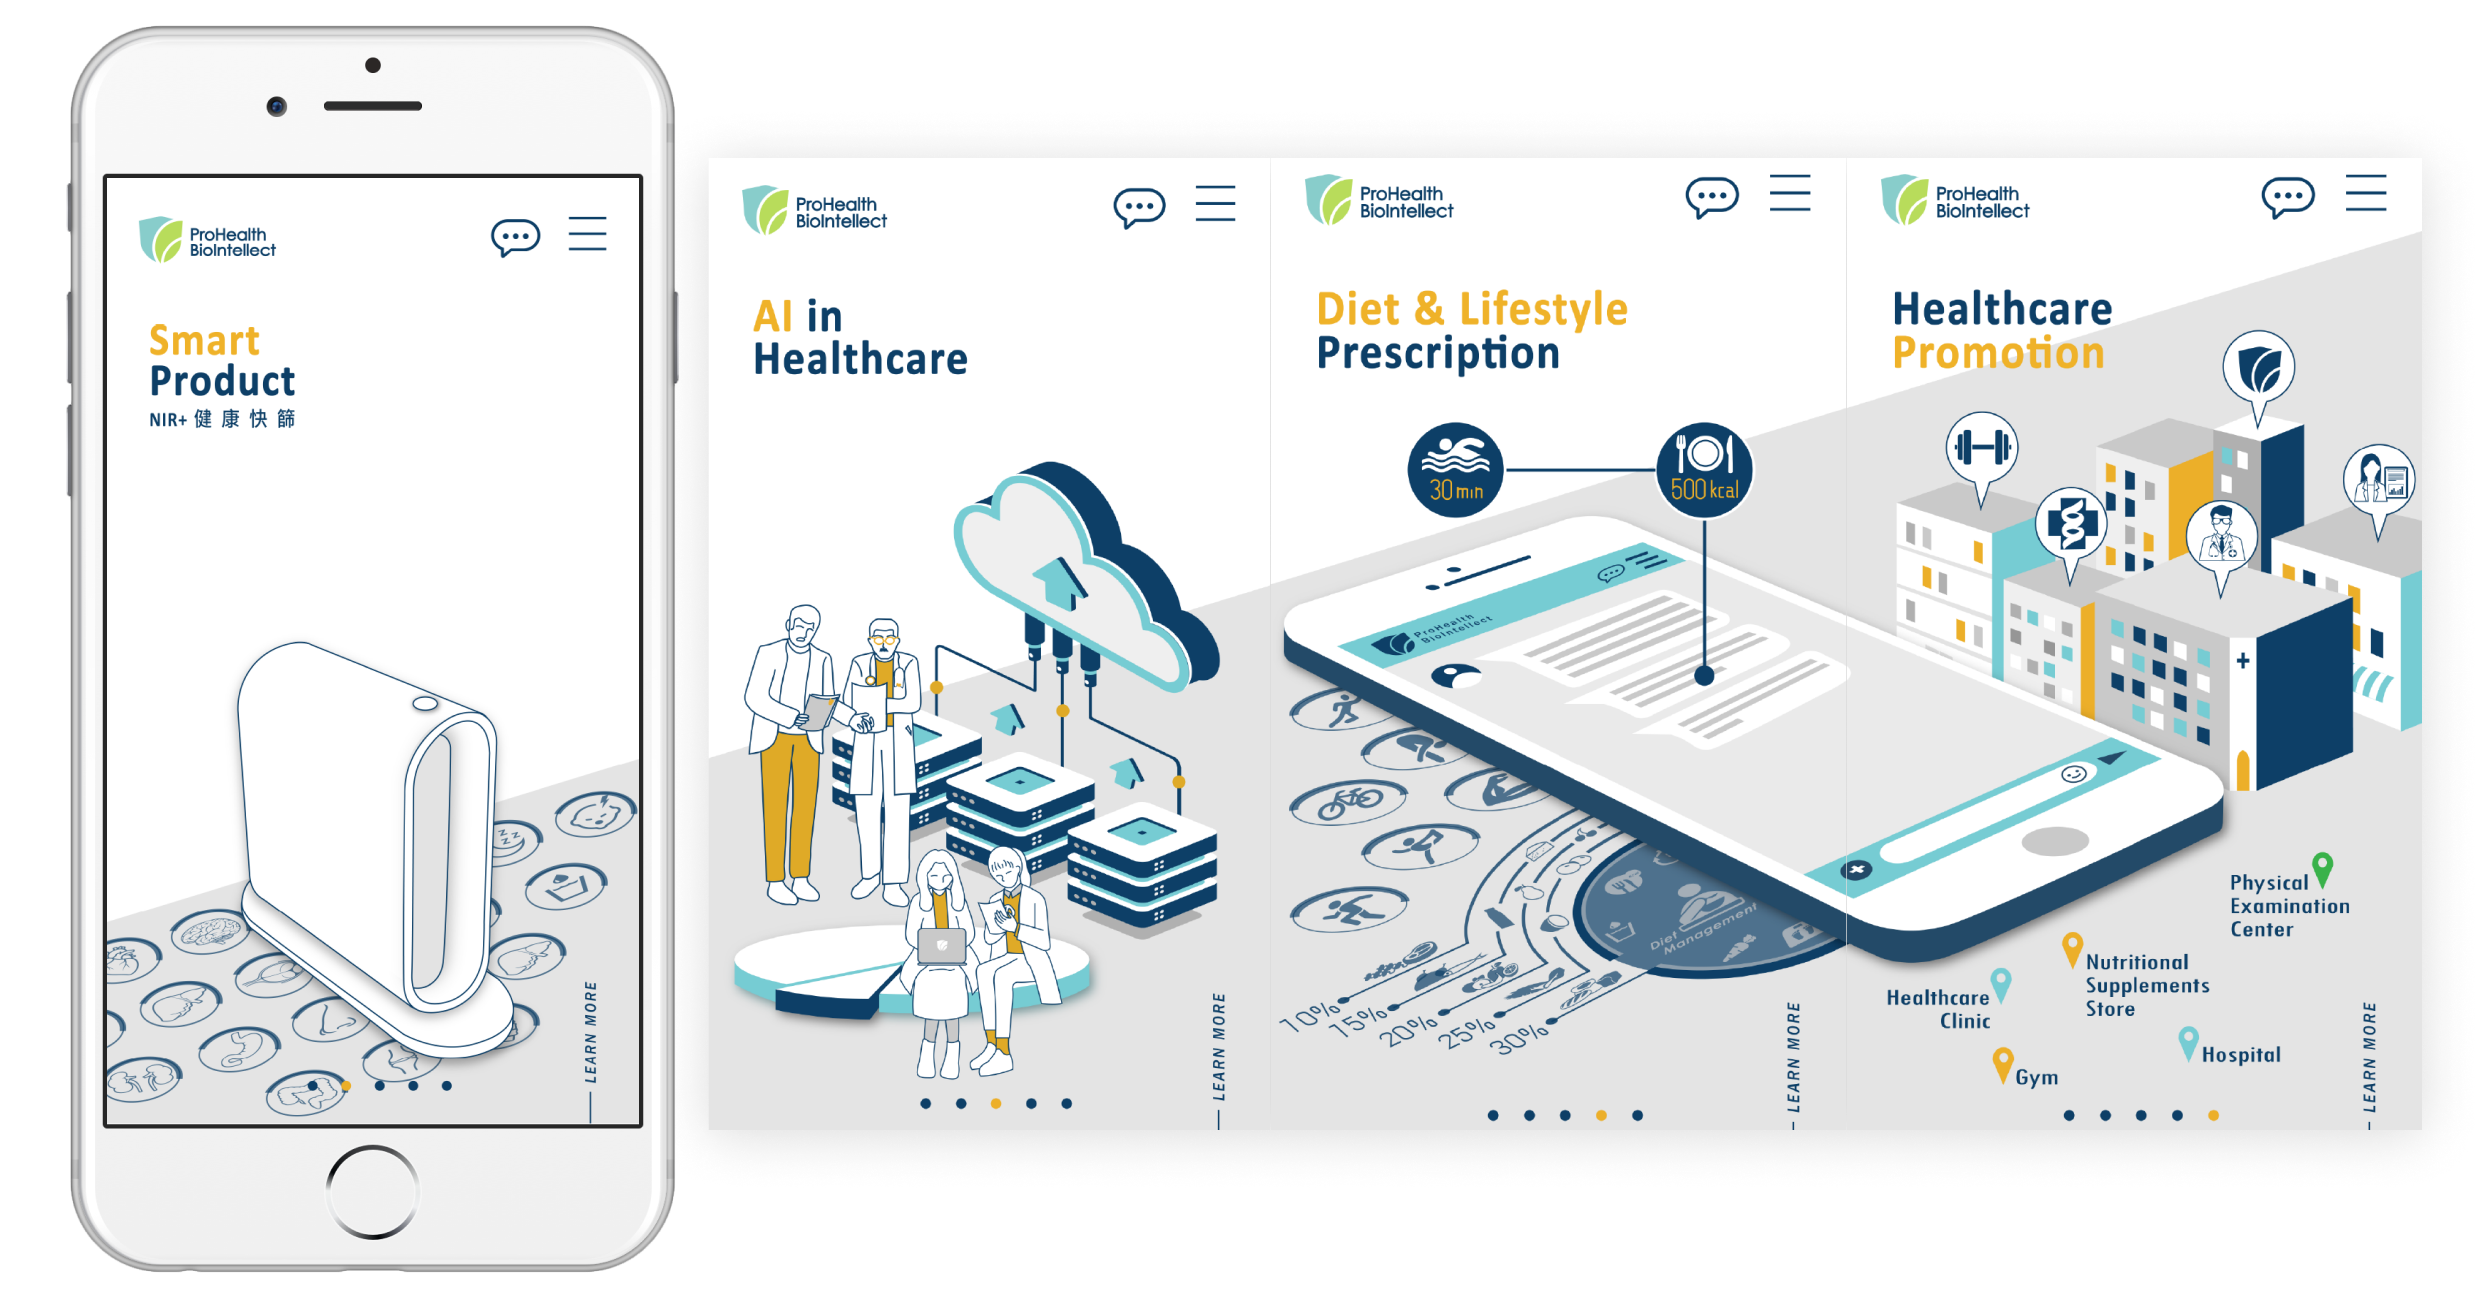 ProHealth
BioIntellect
Smart
Product
NIR+ 健康快篩
LEARN MORE
ProHealth
BioIntellect
AI in
Healthcare
LEARN MORE
ProHealth
BioIntellect
Diet & Lifestyle
Prescription
30 min
500 kcal
ProHealth
BioIntellect
Diet
Management
10%
15%
20%
25%
30%
LEARN MORE
ProHealth
BioIntellect
Healthcare
Promotion
Physical
Examination
Center
Nutritional
Supplements
Store
Healthcare
Clinic
Hospital
Gym
LEARN MORE